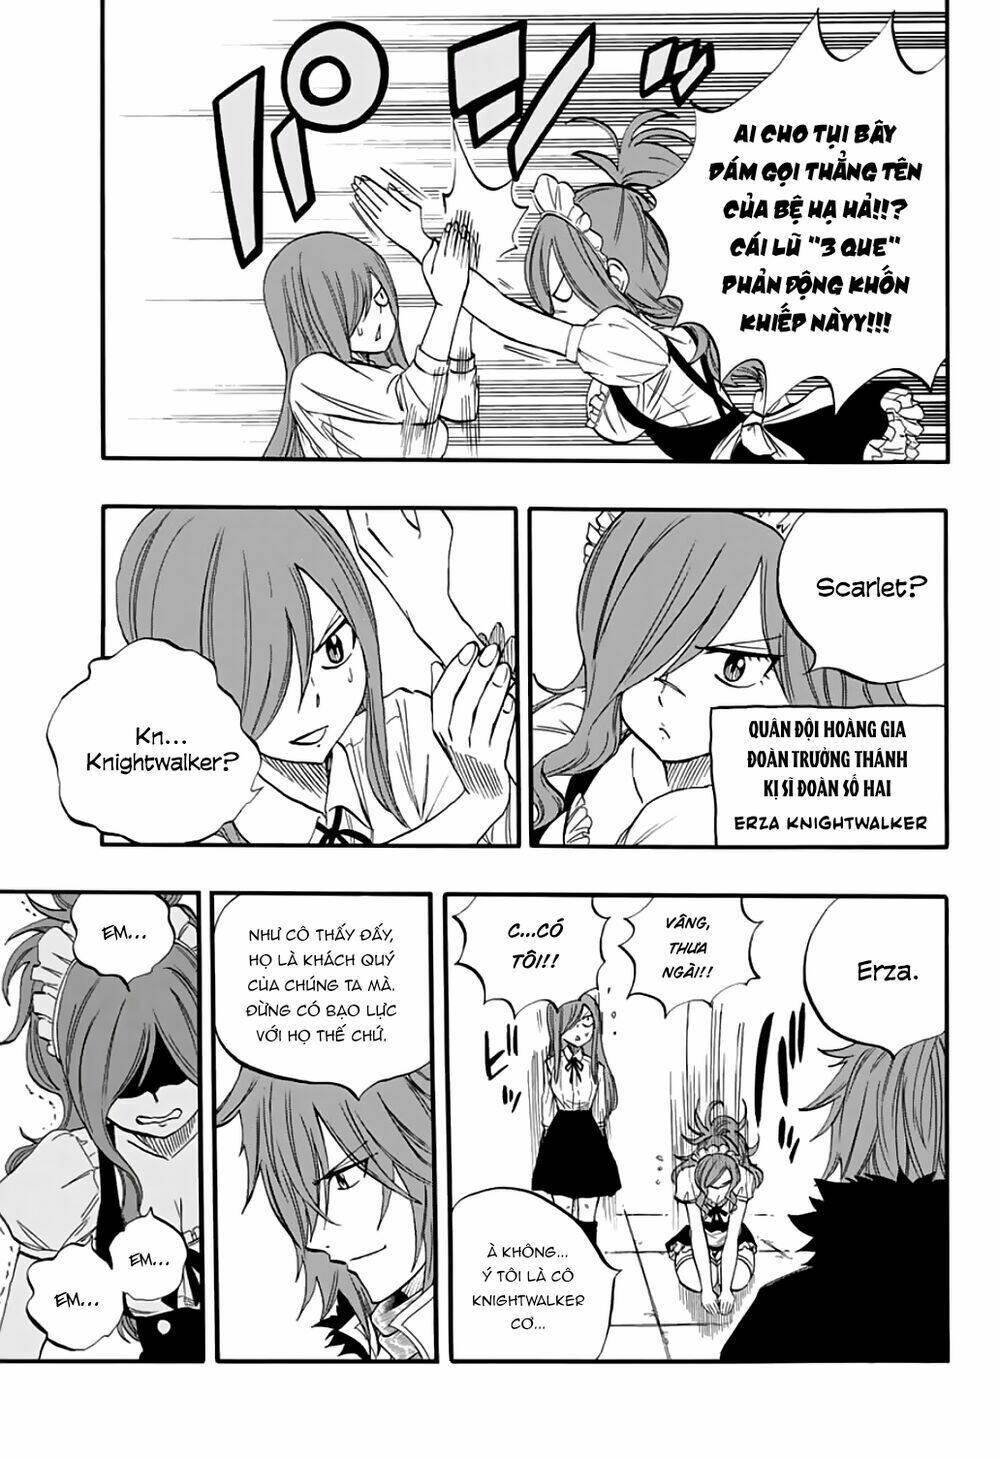 パシッ
AI CHO TỤI BÂY
DÁM GỌI THẲNG TÊN
CỦA BỆ HẠ HẢ!!?
CÁI LŨ "3 QUE"
PHẢN ĐỘNG KHỐN
KHIẾP NÀYY!!!
Scarlet?
QUÂN ĐỘI HOÀNG GIA
ĐOÀN TRƯỞNG THÁNH
KỊ SĨ ĐOÀN SỐ HAI
ERZA KNIGHTWALKER
Kn...
Knightwalker?
Erza.
VÂNG,
THƯA
NGÀI!!
C...CÓ
TÔI!!
ビシッ
À KHÔNG...
Ý TÔI LÀ CÔ
KNIGHTWALKER
CƠ...
NHƯ CÔ THẤY ĐẤY,
HỌ LÀ KHÁCH QUÝ
CỦA CHÚNG TA MÀ.
ĐỪNG CÓ BẠO LỰC
VỚI HỌ THẾ CHỨ.
EM...
EM...
EM...